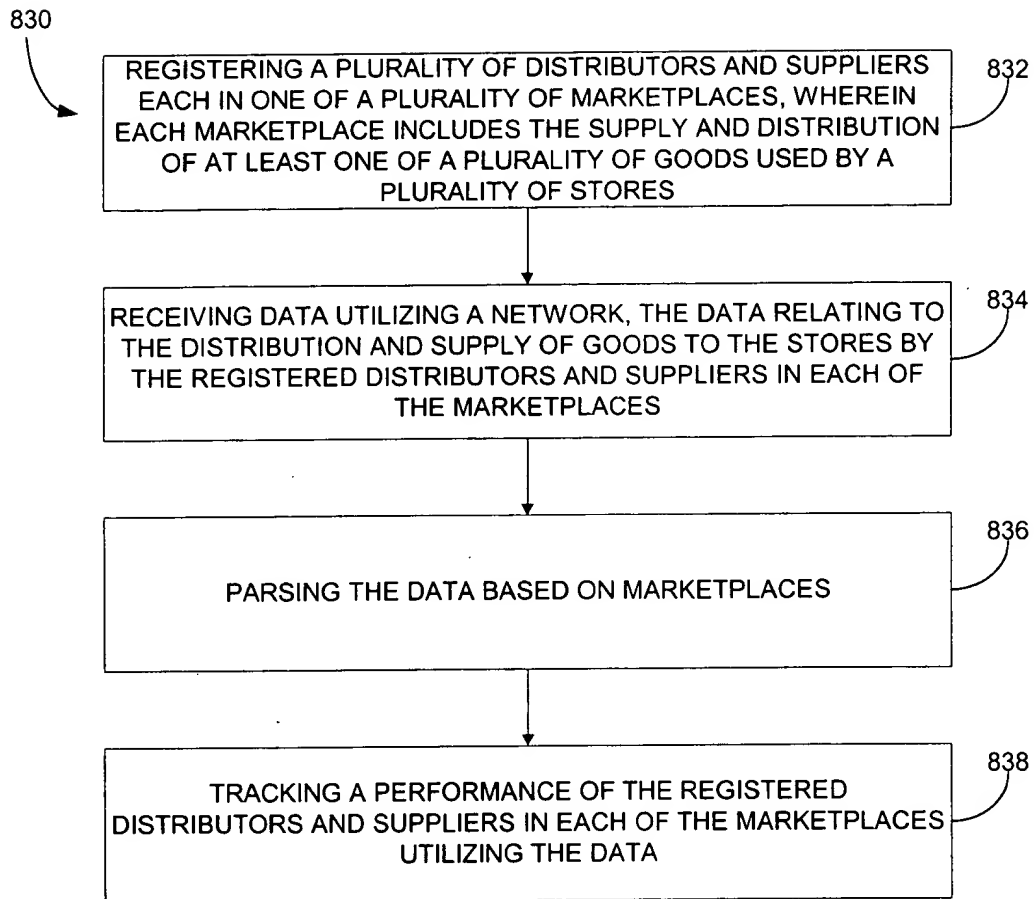 830
REGISTERING A PLURALITY OF DISTRIBUTORS AND SUPPLIERS
EACH IN ONE OF A PLURALITY OF MARKETPLACES, WHEREIN
EACH MARKETPLACE INCLUDES THE SUPPLY AND DISTRIBUTION
OF AT LEAST ONE OF A PLURALITY OF GOODS USED BY A
PLURALITY OF STORES
832
RECEIVING DATA UTILIZING A NETWORK, THE DATA RELATING TO
THE DISTRIBUTION AND SUPPLY OF GOODS TO THE STORES BY
THE REGISTERED DISTRIBUTORS AND SUPPLIERS IN EACH OF
THE MARKETPLACES
834
PARSING THE DATA BASED ON MARKETPLACES
836
TRACKING A PERFORMANCE OF THE REGISTERED
DISTRIBUTORS AND SUPPLIERS IN EACH OF THE MARKETPLACES
UTILIZING THE DATA
838